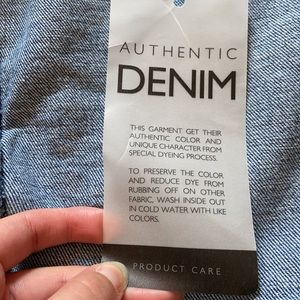 AUTHENTIC
DENIM
THIS GARMENT GET THEIR
AUTHENTIC COLOR AND
UNIQUE CHARACTER FROM
SPECIAL DYEING PROCESS.
TO PRESERVE THE COLOR
AND REDUCE DYE FROM
RUBBING OFF ON OTHER
FABRIC, WASH INSIDE OUT
IN COLD WATER WITH LIKE
COLORS.
PRODUCT CARE